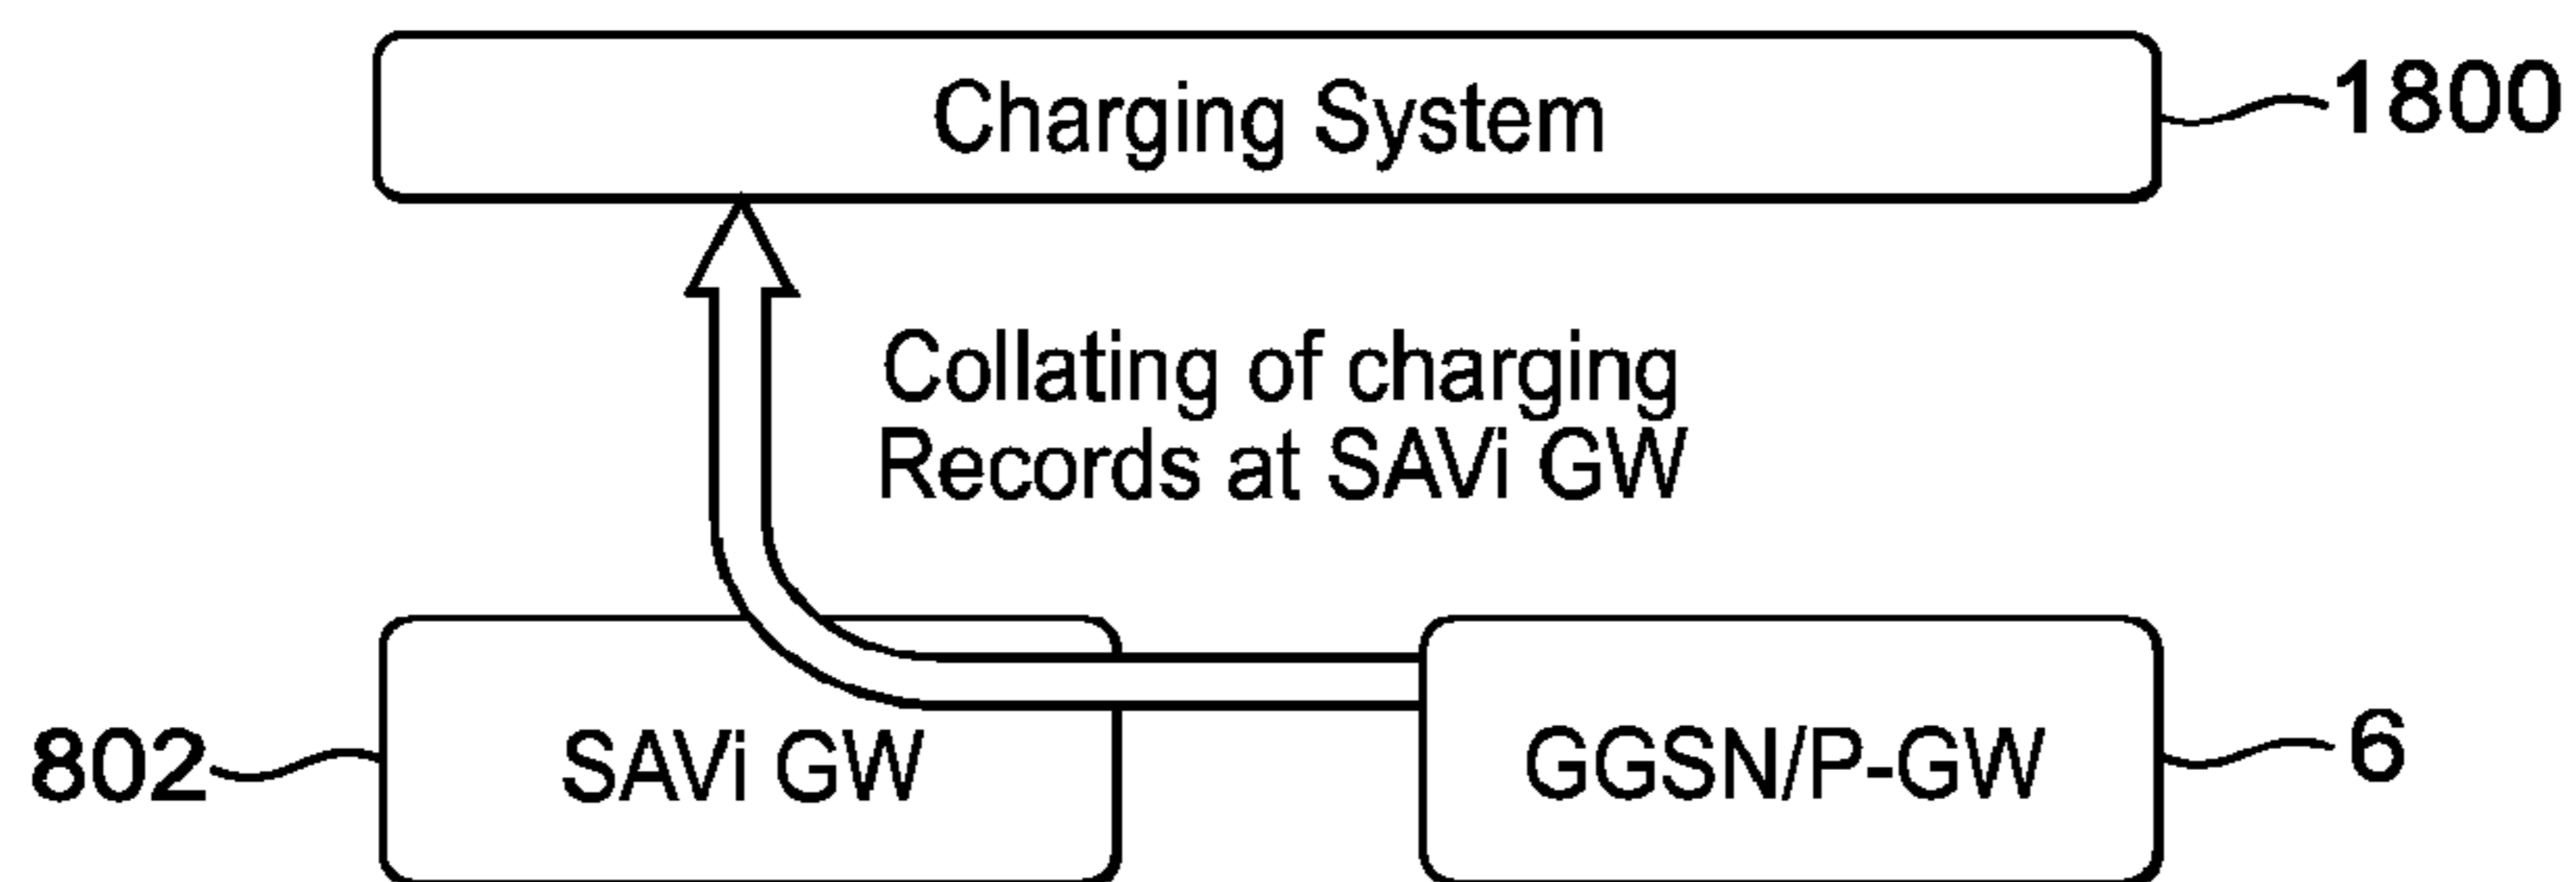 Charging System
1800
Collating of charging
Records at SAVi GW
802
SAVi GW
GGSN/P-GW
6